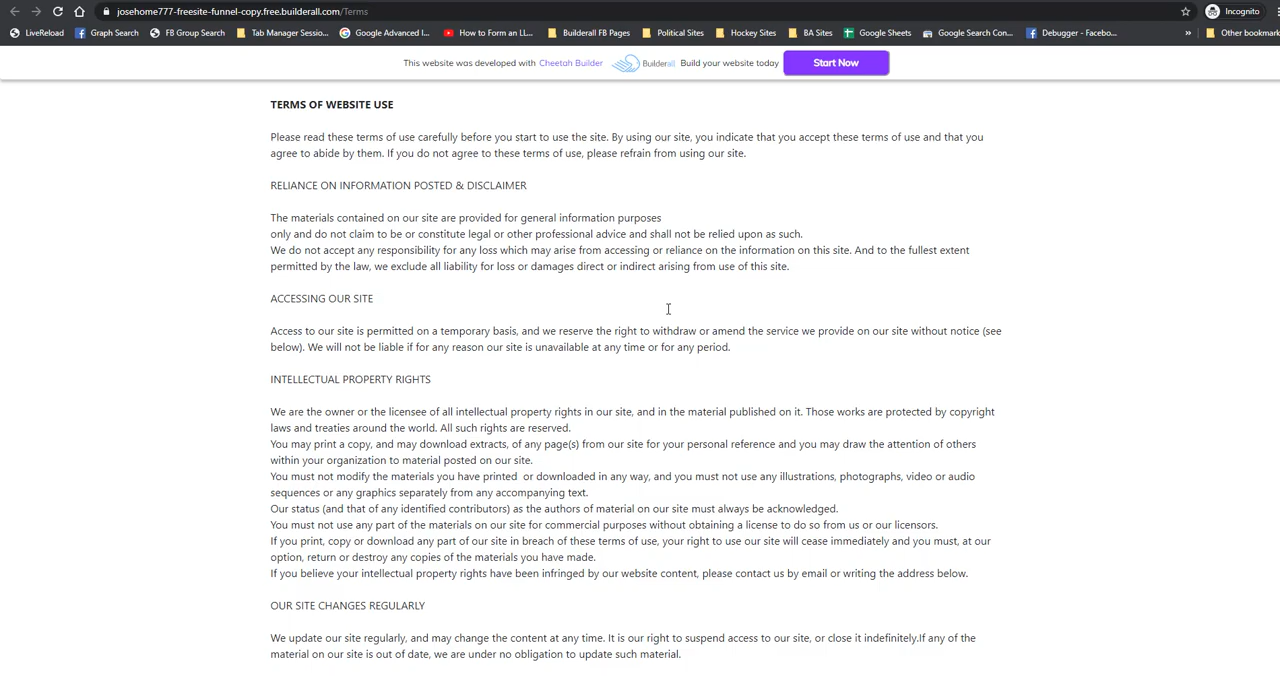 josehome777-freesite-funnel-copy.free.builderall.com/Terms
Incognito
LiveReload Graph Search FB Group Search Tab Manager Sessio... Google Advanced I... How to Form an LL... Builderall FB Pages Political Sites Hockey Sites BA Sites Google Sheets Google Search Con... Debugger - Facebo... » Other bookmark
This website was developed with Cheetah Builder Builderall Build your website today Start Now
TERMS OF WEBSITE USE
Please read these terms of use carefully before you start to use the site. By using our site, you indicate that you accept these terms of use and that you
agree to abide by them. If you do not agree to these terms of use, please refrain from using our site.
RELIANCE ON INFORMATION POSTED & DISCLAIMER
The materials contained on our site are provided for general information purposes
only and do not claim to be or constitute legal or other professional advice and shall not be relied upon as such.
We do not accept any responsibility for any loss which may arise from accessing or reliance on the information on this site. And to the fullest extent
permitted by the law, we exclude all liability for loss or damages direct or indirect arising from use of this site.
ACCESSING OUR SITE
Access to our site is permitted on a temporary basis, and we reserve the right to withdraw or amend the service we provide on our site without notice (see
below). We will not be liable if for any reason our site is unavailable at any time or for any period.
INTELLECTUAL PROPERTY RIGHTS
We are the owner or the licensee of all intellectual property rights in our site, and in the material published on it. Those works are protected by copyright
laws and treaties around the world. All such rights are reserved.
You may print a copy, and may download extracts, of any page(s) from our site for your personal reference and you may draw the attention of others
within your organization to material posted on our site.
You must not modify the materials you have printed or downloaded in any way, and you must not use any illustrations, photographs, video or audio
sequences or any graphics separately from any accompanying text.
Our status (and that of any identified contributors) as the authors of material on our site must always be acknowledged.
You must not use any part of the materials on our site for commercial purposes without obtaining a license to do so from us or our licensors.
If you print, copy or download any part of our site in breach of these terms of use, your right to use our site will cease immediately and you must, at our
option, return or destroy any copies of the materials you have made.
If you believe your intellectual property rights have been infringed by our website content, please contact us by email or writing the address below.
OUR SITE CHANGES REGULARLY
We update our site regularly, and may change the content at any time. It is our right to suspend access to our site, or close it indefinitely.If any of the
material on our site is out of date, we are under no obligation to update such material.